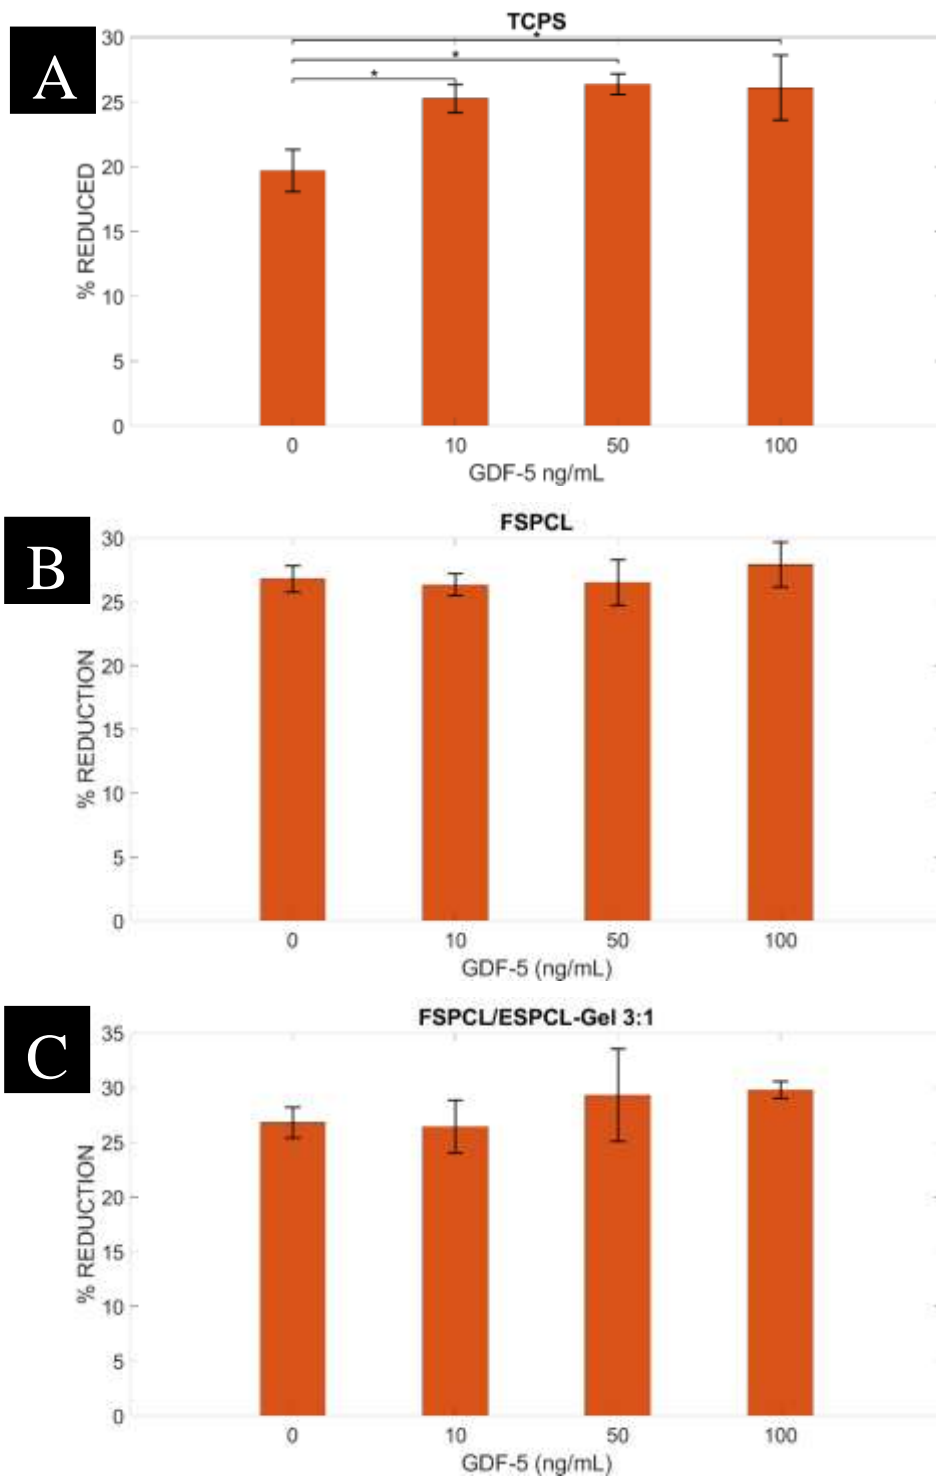 A
TCPS
% REDUCED
30
25
20
15
10
5
0
*
*
*
0 10 50 100
GDF-5 ng/mL
B
FSPCL
% REDUCTION
30
25
20
15
10
5
0
0 10 50 100
GDF-5 (ng/mL)
C
FSPCL/ESPCL-Gel 3:1
% REDUCTION
35
30
25
20
15
10
5
0
0 10 50 100
GDF-5 (ng/mL)